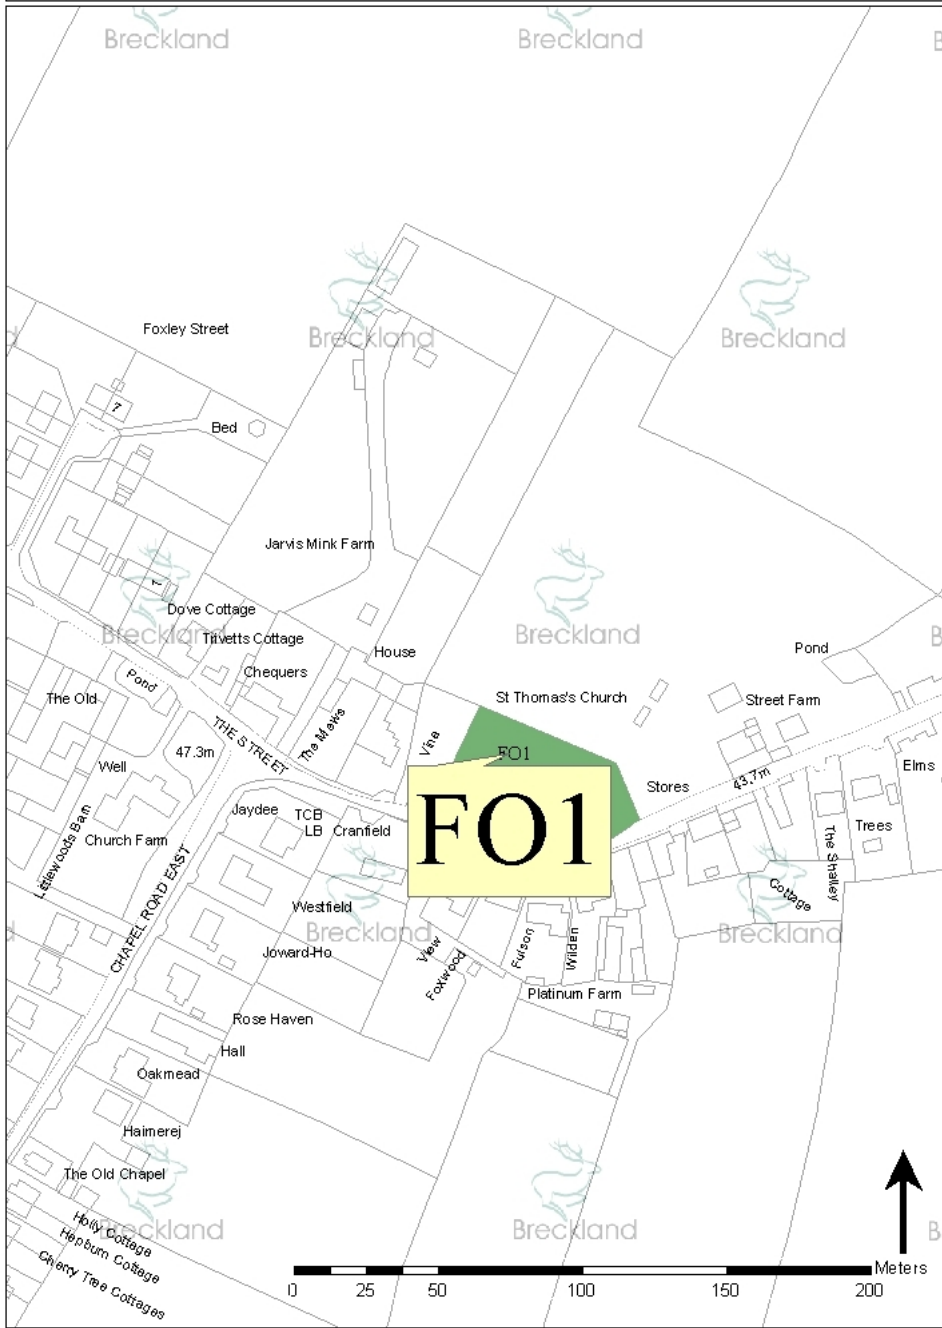 Breckland
Breckland
Breckland
Breckland
Foxley Street
7
Bed
Jarvis Mink Farm
7
Dove Cottage
Titvetts Cottage
Breckland
Breckland
House
Chequers
Pond
Pond
The Old
St Thomas's Church
Street Farm
The Mews
THE STREET
Vine
47.3m
FO1
Well
Stores
43.7m
Elms
Jaydee
TCB
LB
Cranfield
FO1
Church Farm
Littlewoods Barn
Trees
The Shalley
CHAPEL ROAD EAST
Cottage
Westfield
Breckland
Breckland
View
Foxwood
Fulson
Wilden
Joward-Ho
Platinum Farm
Rose Haven
Hall
Oakmead
Haimerej
The Old Chapel
Holly Cottage
Breckland
Breckland
Hepburn Cottage
Cherry Tree Cottages
Meters
0 25 50 100 150 200